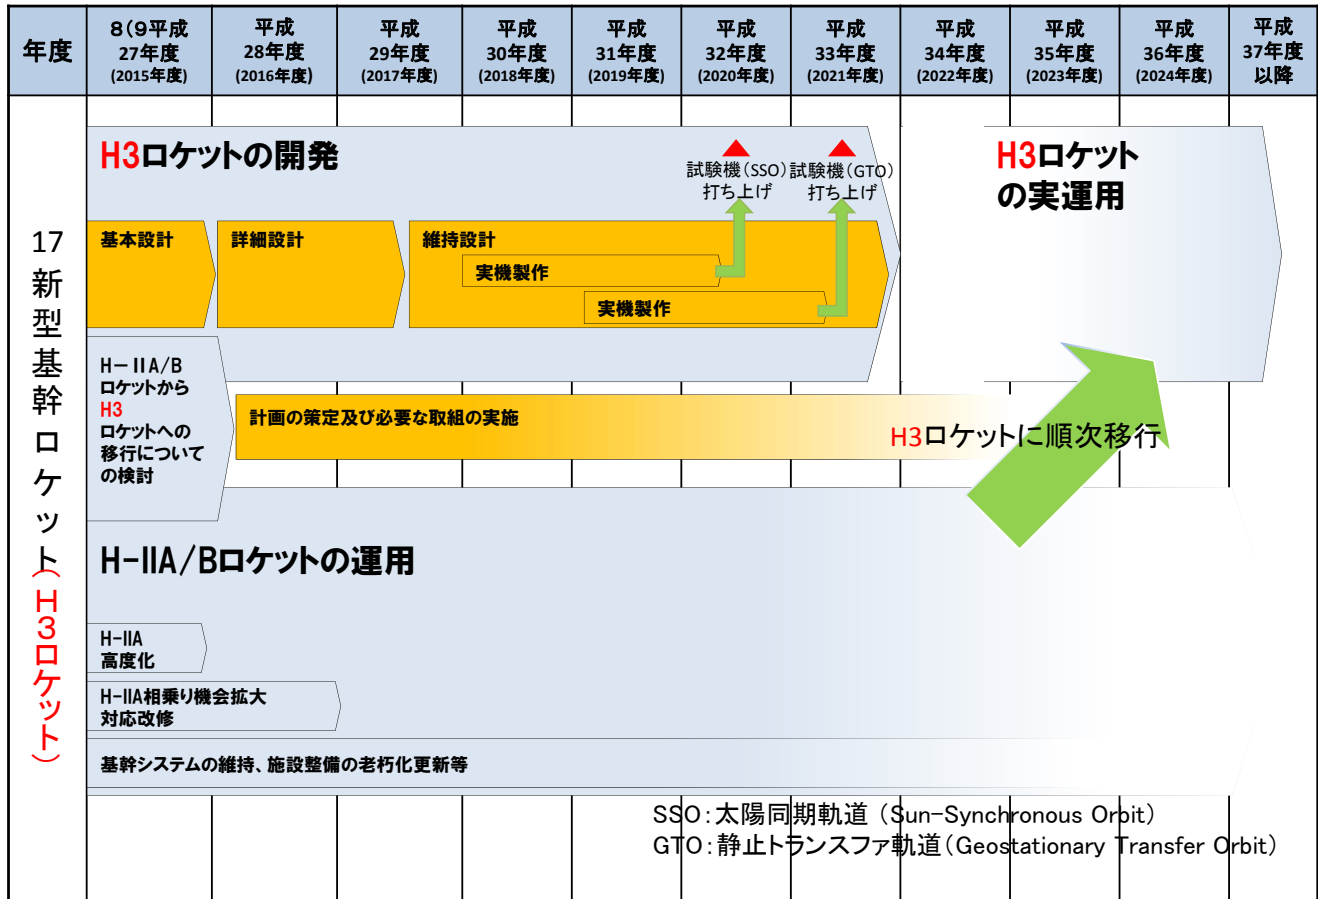 年度
8(9平成
27年度
(2015年度)
平成
28年度
(2016年度)
平成
29年度
(2017年度)
平成
30年度
(2018年度)
平成
31年度
(2019年度)
平成
32年度
(2020年度)
平成
33年度
(2021年度)
平成
34年度
(2022年度)
平成
35年度
(2023年度)
平成
36年度
(2024年度)
平成
37年度
以降
17新型基幹ロケット(H3ロケット)
H3ロケットの開発
試験機(SSO)
打ち上げ
試験機(GTO)
打ち上げ
H3ロケット
の実運用
基本設計
詳細設計
維持設計
実機製作
実機製作
H-IIA/B
ロケットから
H3
ロケットへの
移行について
の検討
計画の策定及び必要な取組の実施
H3ロケットに順次移行
H-IIA/Bロケットの運用
H-IIA
高度化
H-IIA相乗り機会拡大
対応改修
基幹システムの維持、施設整備の老朽化更新等
SSO:太陽同期軌道 (Sun-Synchronous Orbit)
GTO:静止トランスファ軌道(Geostationary Transfer Orbit)